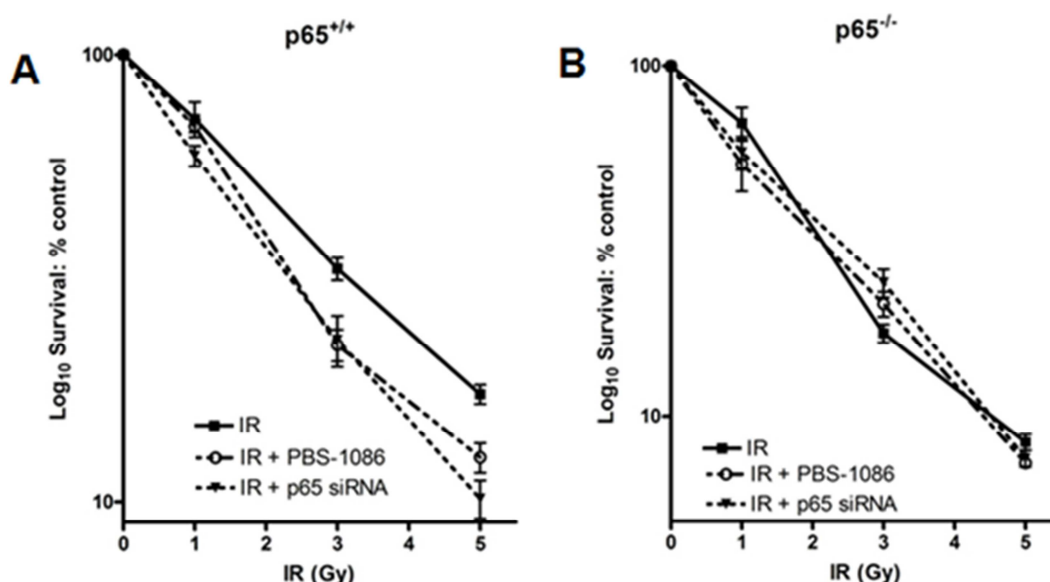 A
p65+/+
100
10
Log10 Survival: % control
IR
IR + PBS-1086
IR + p65 siRNA
0 1 2 3 4 5
IR (Gy)
B
p65-/-
100
10
Log10 Survival: % control
IR
IR + PBS-1086
IR + p65 siRNA
0 1 2 3 4 5
IR (Gy)